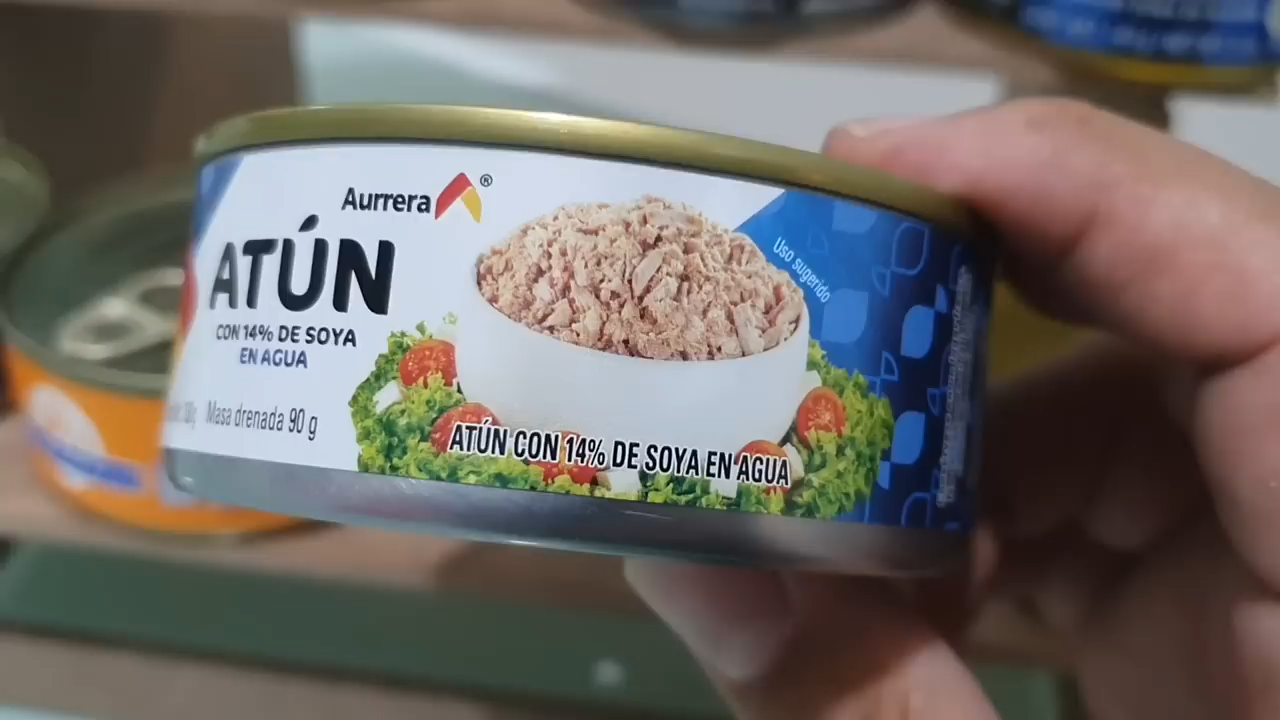 Aurrera ®
ATÚN
CON 14% DE SOYA
EN AGUA
Masa drenada 90 g
Uso sugerido
ATÚN CON 14% DE SOYA EN AGUA